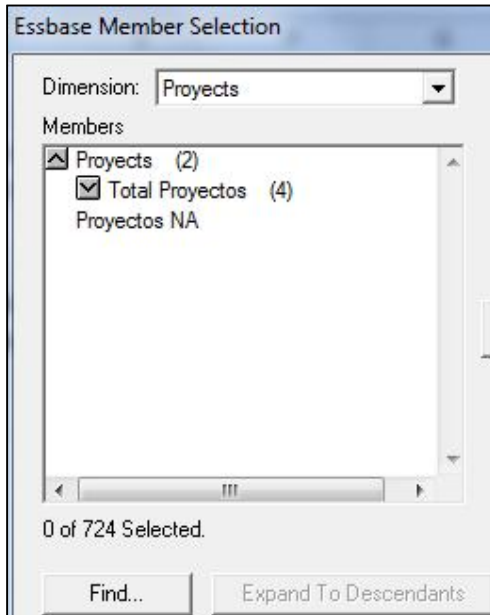 Essbase Member Selection
Dimension: Proyects
Members
Proyects (2)
Total Proyectos (4)
Proyectos NA
0 of 724 Selected.
Find... Expand To Descendants